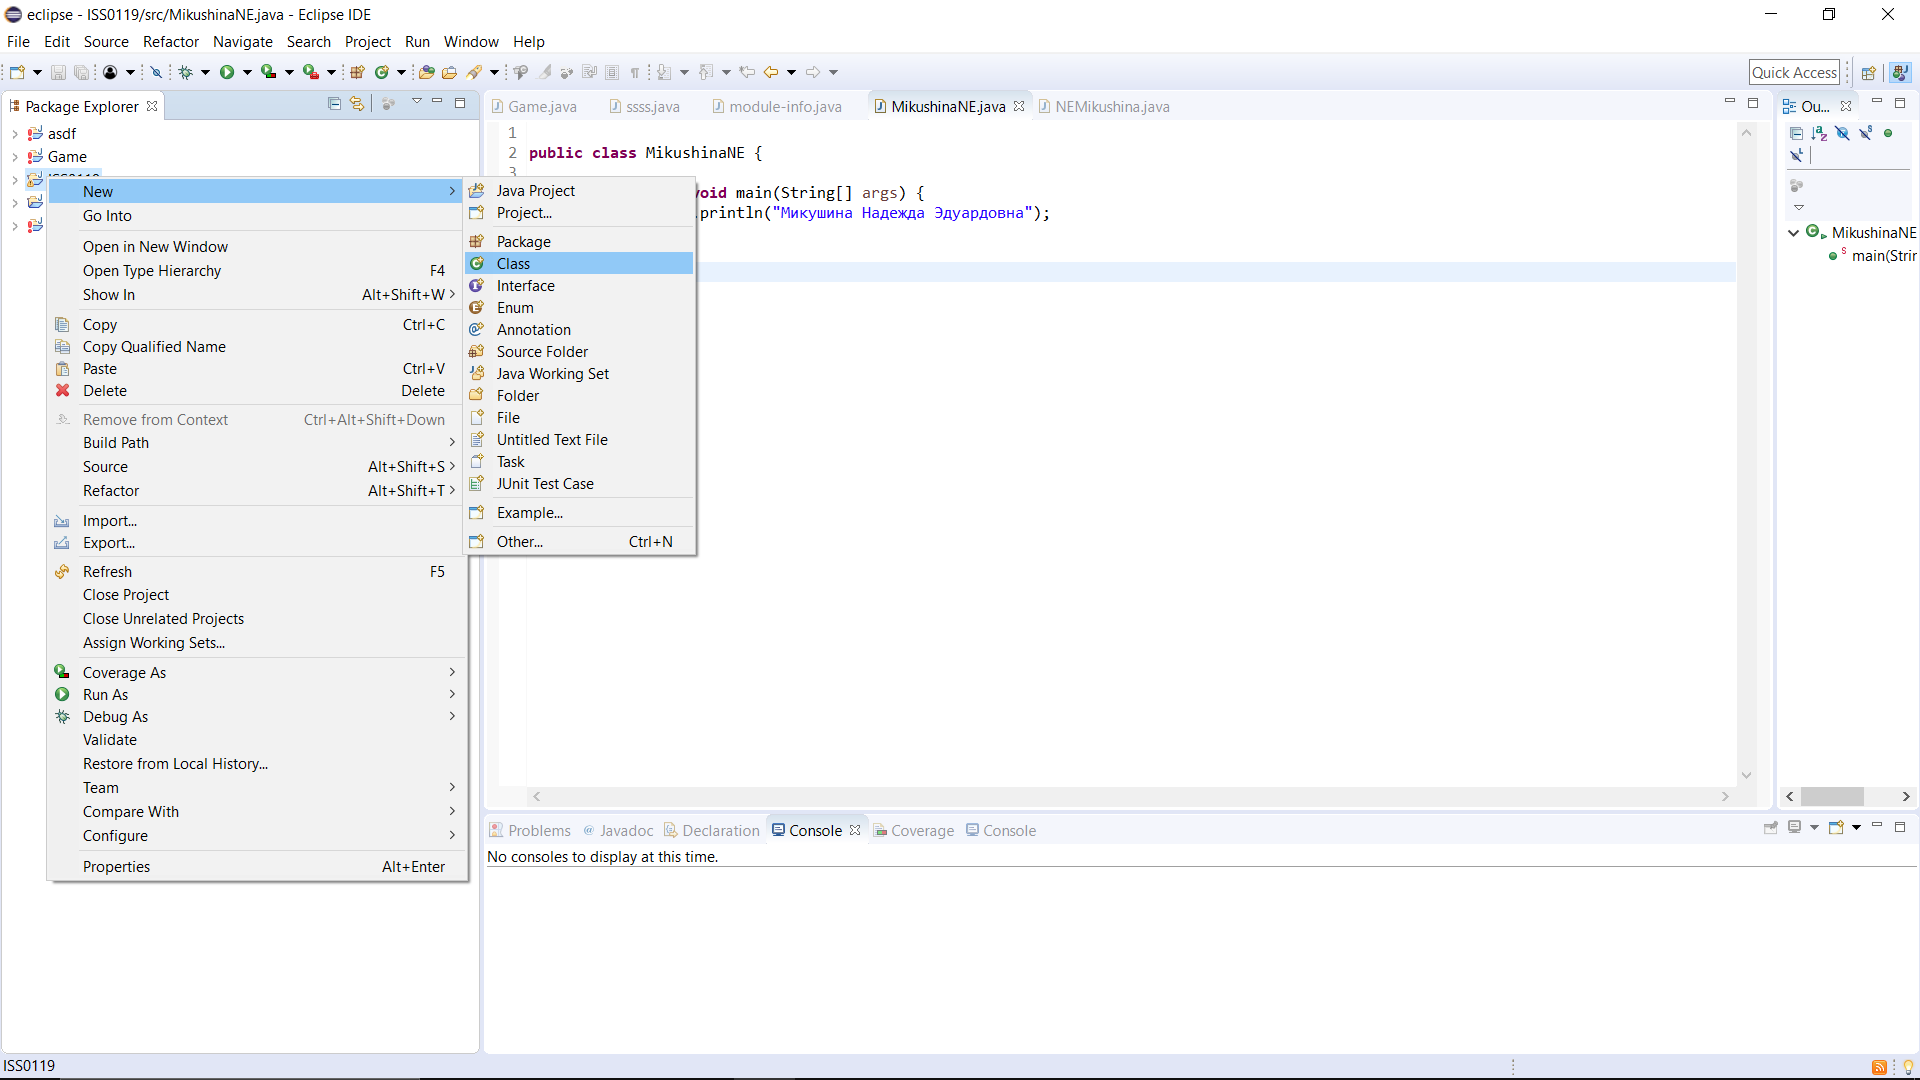 eclipse - ISS0119/src/MikushinaNE.java - Eclipse IDE
File Edit Source Refactor Navigate Search Project Run Window Help
Quick Access
Package Explorer
asdf
Game
ISS0119
New
Go Into
Open in New Window
Open Type Hierarchy F4
Show In Alt+Shift+W
Copy Ctrl+C
Copy Qualified Name
Paste Ctrl+V
Delete Delete
Remove from Context Ctrl+Alt+Shift+Down
Build Path
Source Alt+Shift+S
Refactor Alt+Shift+T
Import...
Export...
Refresh F5
Close Project
Close Unrelated Projects
Assign Working Sets...
Coverage As
Run As
Debug As
Validate
Restore from Local History...
Team
Compare With
Configure
Properties Alt+Enter
Java Project
Project...
Package
Class
Interface
Enum
Annotation
Source Folder
Java Working Set
Folder
File
Untitled Text File
Task
JUnit Test Case
Example...
Other... Ctrl+N
Game.java ssss.java module-info.java MikushinaNE.java NEMikushina.java
1
2 public class MikushinaNE {
3
void main(String[] args) {
.println("Микушина Надежда Эдуардовна");
Ou...
MikushinaNE
main(Strir
Problems @ Javadoc Declaration Console Coverage Console
No consoles to display at this time.
ISS0119